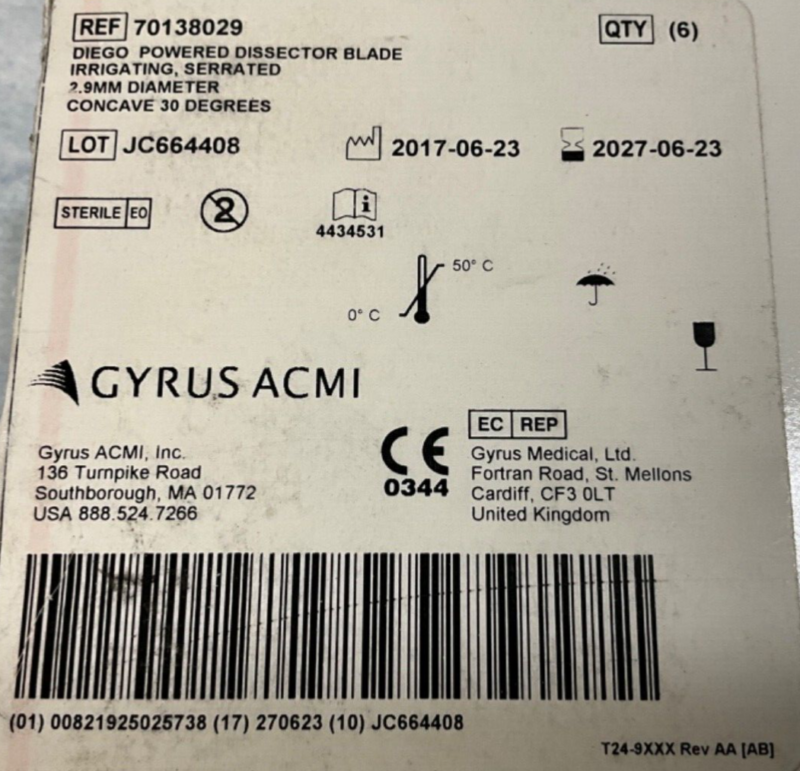 REF 70138029 QTY (6)
DIEGO POWERED DISSECTOR BLADE
IRRIGATING, SERRATED
2.9MM DIAMETER
CONCAVE 30 DEGREES
LOT JC664408 2017-06-23 2027-06-23
STERILE EO 2 i
4434531
50° C
0° C
GYRUS ACMI
EC REP
Gyrus ACMI, Inc.
136 Turnpike Road
Southborough, MA 01772
USA 888.524.7266
CE
0344
Gyrus Medical, Ltd.
Fortran Road, St. Mellons
Cardiff, CF3 0LT
United Kingdom
(01) 00821925025738 (17) 270623 (10) JC664408
T24-9XXX Rev AA [AB]